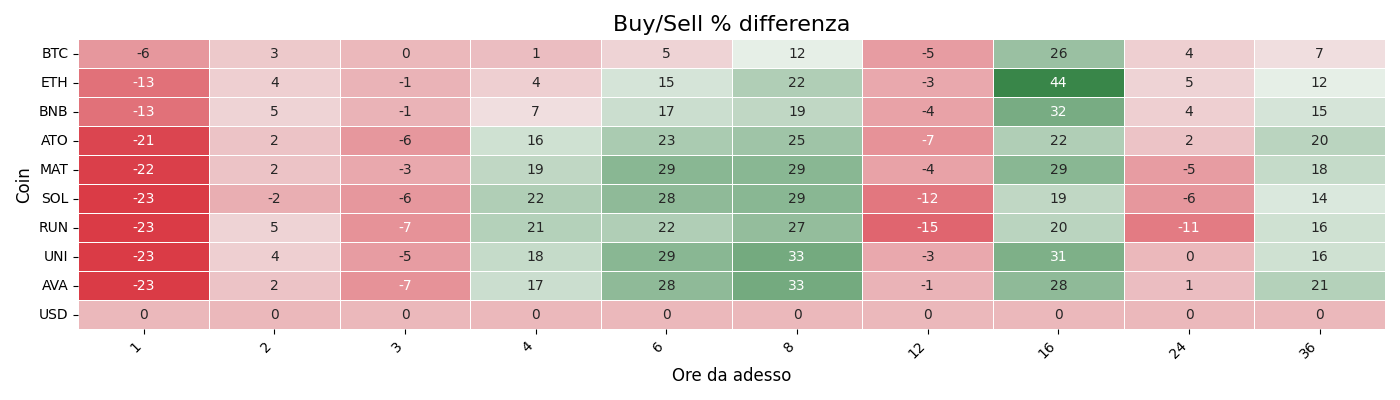 Buy/Sell % differenza
Coin
BTC -6 3 0 1 5 12 -5 26 4 7
ETH -13 4 -1 4 15 22 -3 44 5 12
BNB -13 5 -1 7 17 19 -4 32 4 15
ATO -21 2 -6 16 23 25 -7 22 2 20
MAT -22 2 -3 19 29 29 -4 29 -5 18
SOL -23 -2 -6 22 28 29 -12 19 -6 14
RUN -23 5 -7 21 22 27 -15 20 -11 16
UNI -23 4 -5 18 29 33 -3 31 0 16
AVA -23 2 -7 17 28 33 -1 28 1 21
USD 0 0 0 0 0 0 0 0 0 0
1 2 3 4 6 8 12 16 24 36
Ore da adesso